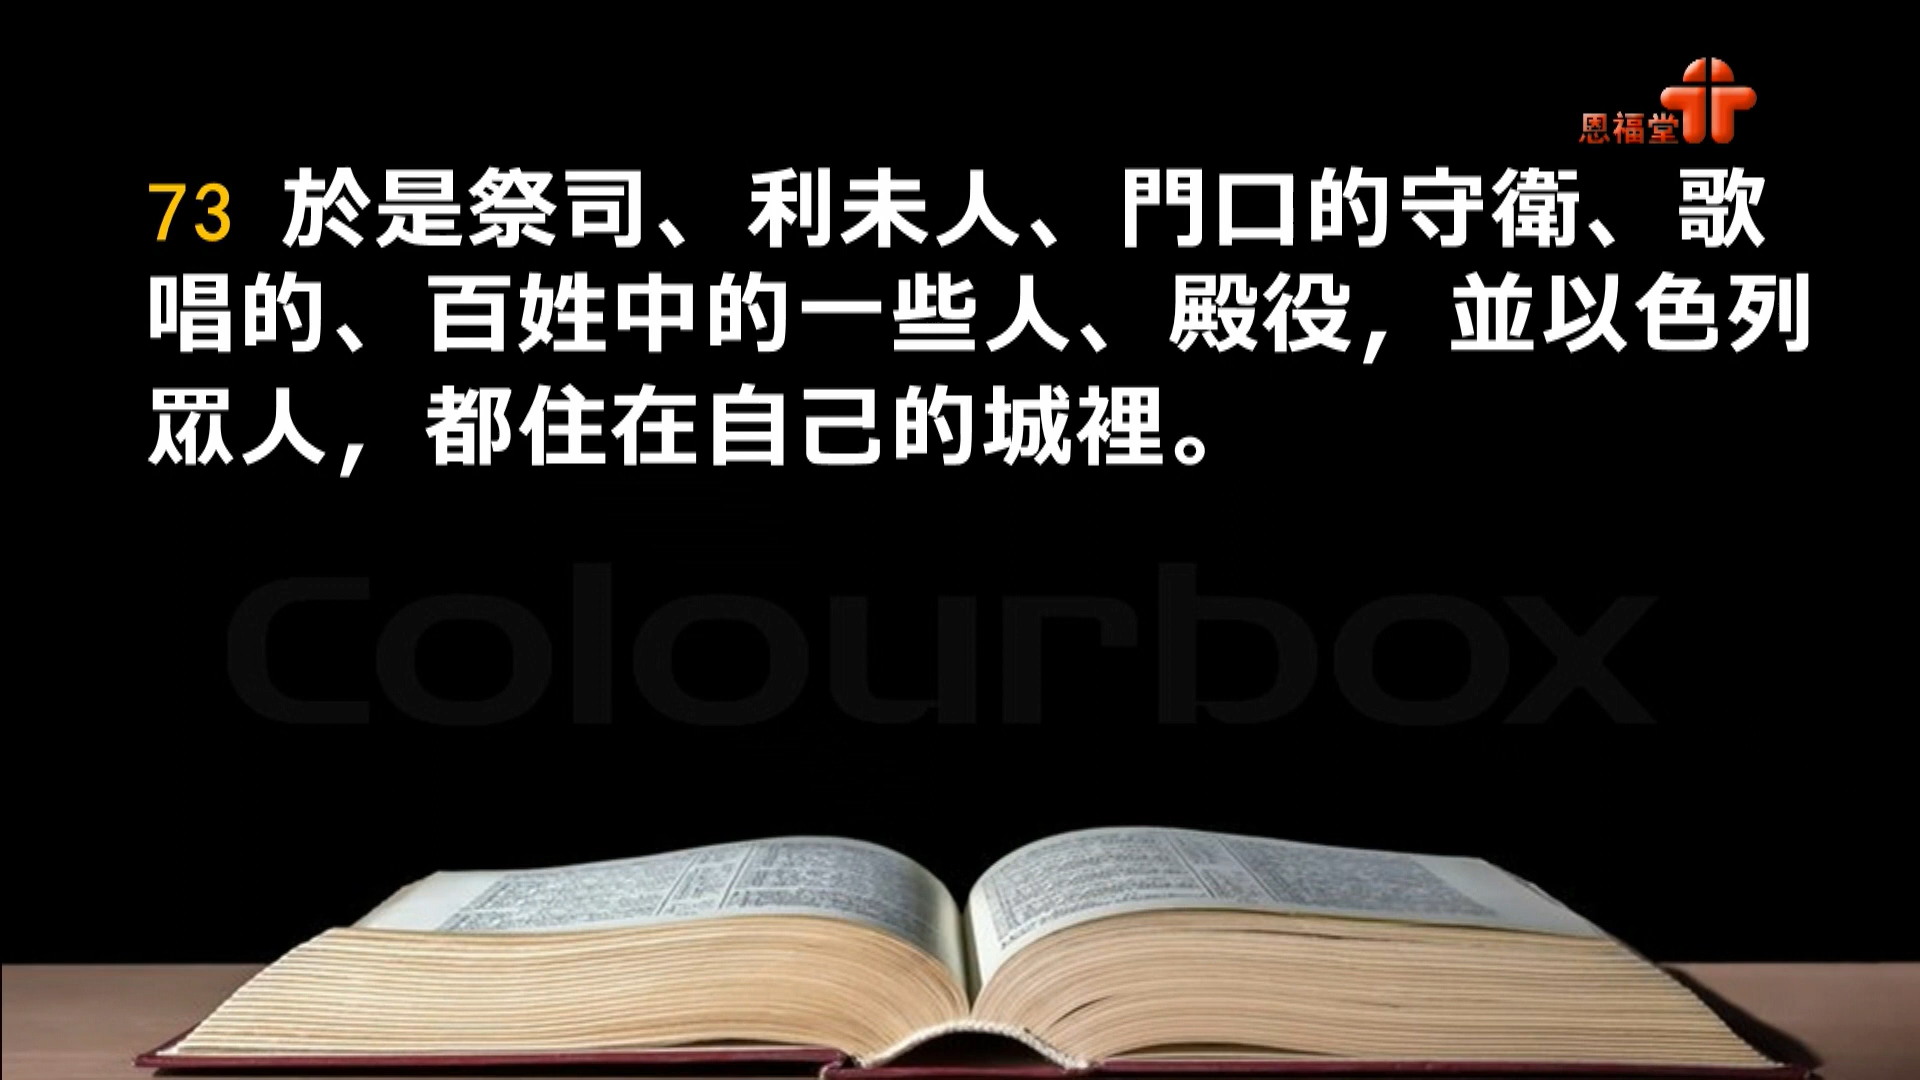 恩福堂
73 於是祭司、利未人、門口的守衛、歌
唱的、百姓中的一些人、殿役，並以色列
眾人，都住在自己的城裡。
Colourbox